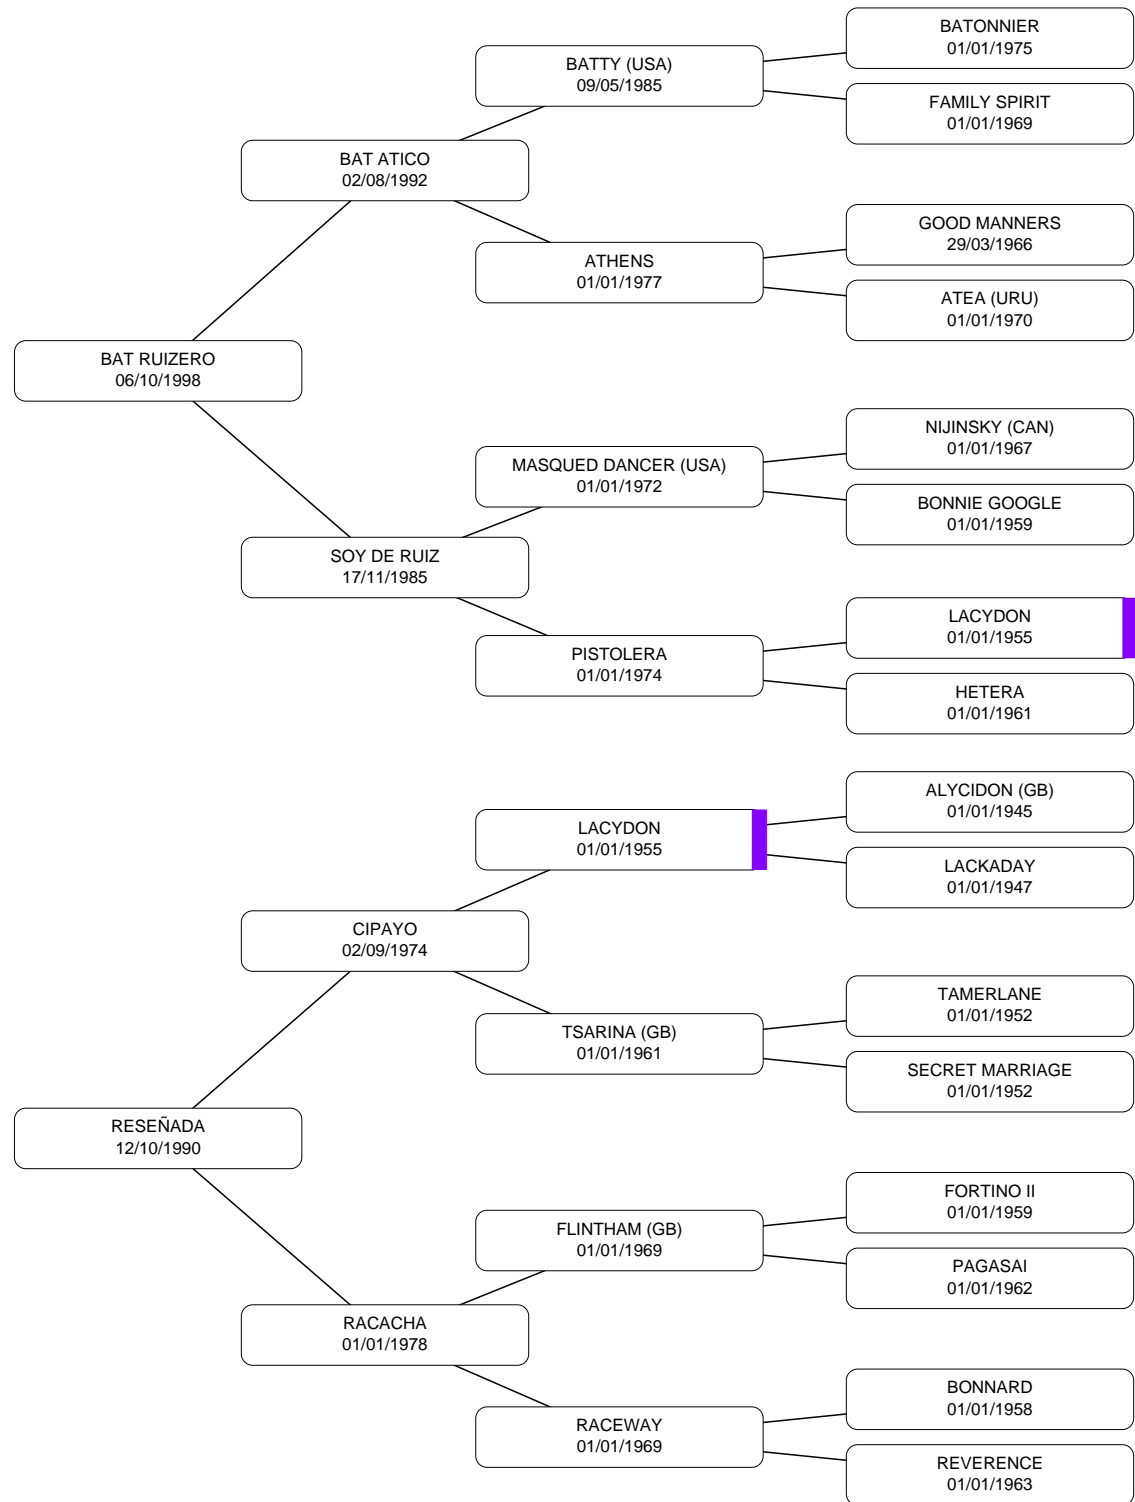 BATONNIER
01/01/1975
BATTY (USA)
09/05/1985
FAMILY SPIRIT
01/01/1969
BAT ATICO
02/08/1992
GOOD MANNERS
29/03/1966
ATHENS
01/01/1977
ATEA (URU)
01/01/1970
BAT RUIZERO
06/10/1998
NIJINSKY (CAN)
01/01/1967
MASQUED DANCER (USA)
01/01/1972
BONNIE GOOGLE
01/01/1959
SOY DE RUIZ
17/11/1985
LACYDON
01/01/1955
PISTOLERA
01/01/1974
HETERA
01/01/1961
ALYCIDON (GB)
01/01/1945
LACYDON
01/01/1955
LACKADAY
01/01/1947
CIPAYO
02/09/1974
TAMERLANE
01/01/1952
TSARINA (GB)
01/01/1961
SECRET MARRIAGE
01/01/1952
RESEÑADA
12/10/1990
FORTINO II
01/01/1959
FLINTHAM (GB)
01/01/1969
PAGASAI
01/01/1962
RACACHA
01/01/1978
BONNARD
01/01/1958
RACEWAY
01/01/1969
REVERENCE
01/01/1963